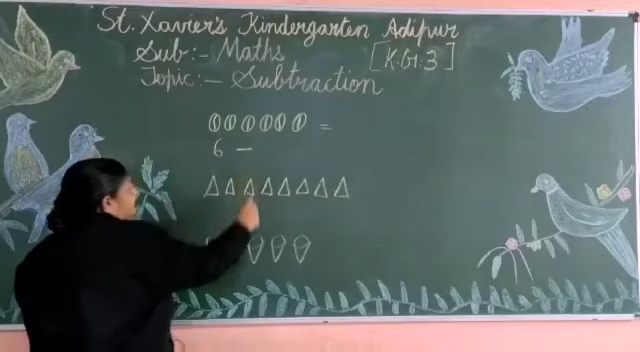 St. Xavier's Kindergarten Adipur
Sub:- Maths [K.G.3]
Topic:- Subtraction
=
6 -